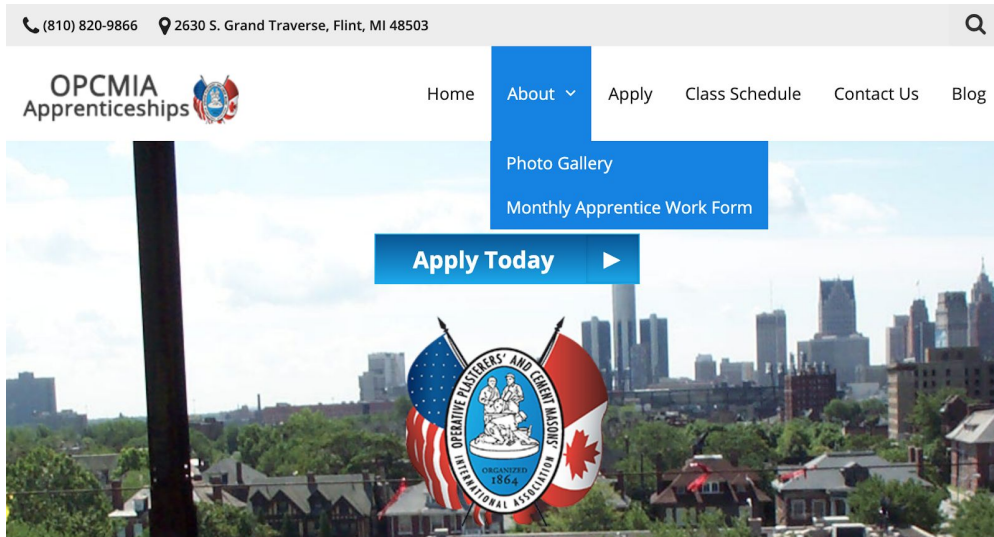 (810) 820-9866 2630 S. Grand Traverse, Flint, MI 48503
OPCMIA
Apprenticeships
Home About Apply Class Schedule Contact Us Blog
Photo Gallery
Monthly Apprentice Work Form
Apply Today
OPERATIVE PLASTERERS' AND CEMENT MASONS'
INTERNATIONAL ASSOCIATION
ORGANIZED
1864